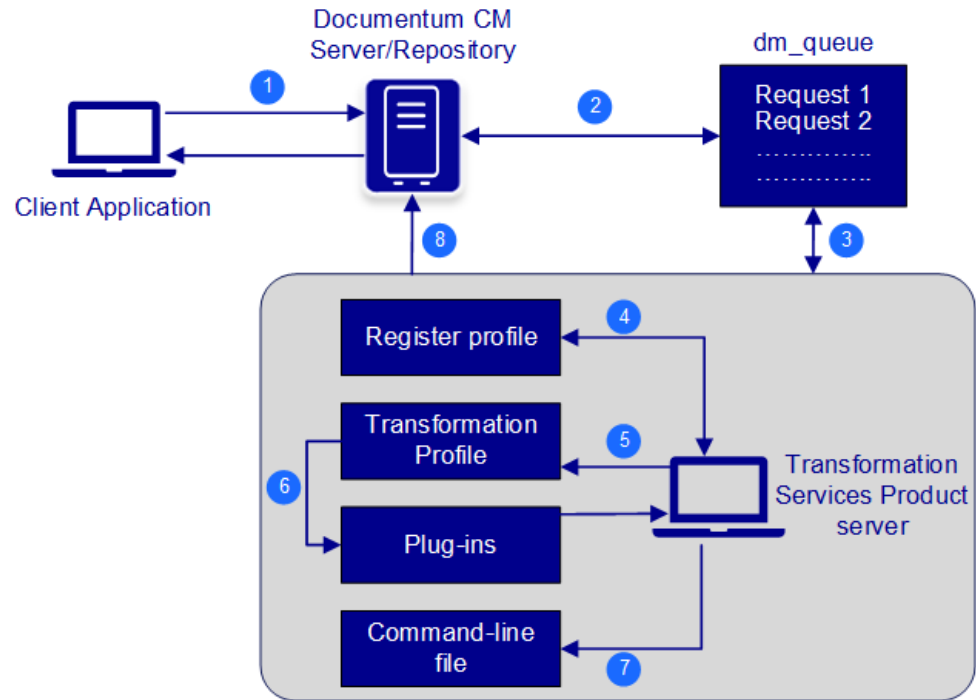 Documentum CM
Server/Repository
dm_queue
1
2
Request 1
Request 2
..............
..............
Client Application
8
3
Register profile
4
Transformation
Profile
5
6
Transformation
Services Product
server
Plug-ins
Command-line
file
7